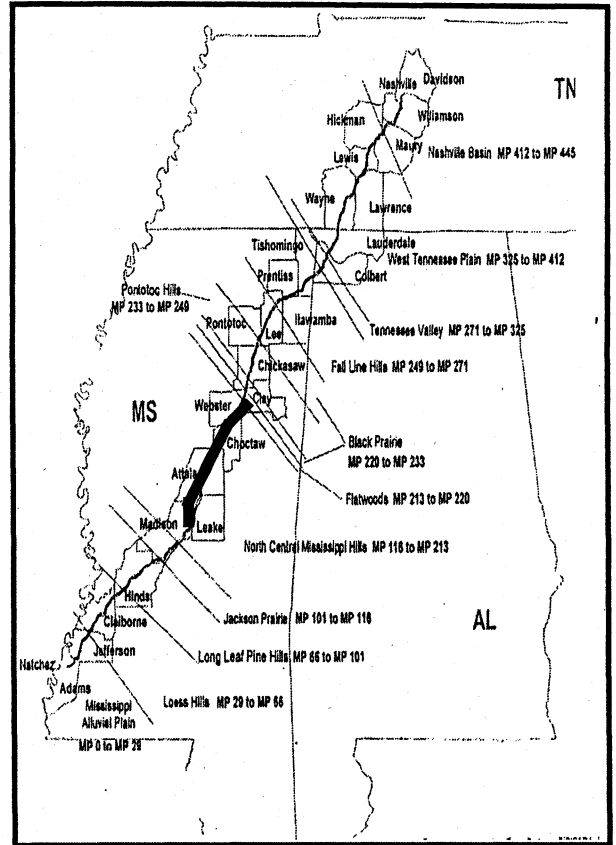 Nashville
Davidson
TN
Williamson
Hickman
Maury
Nashville Basin MP 412 to MP 445
Lewis
Wayne
Lawrence
Tishomingo
Lauderdale
West Tennessee Plain MP 325 to MP 412
Colbert
Prentiss
Pontotoc Hills
MP 233 to MP 249
Itawamba
Pontotoc
Lee
Tennessee Valley MP 271 to MP 325
Chickasaw
Fall Line Hills MP 249 to MP 271
MS
Webster
Clay
Choctaw
Black Prairie
MP 220 to MP 233
Attala
Flatwoods MP 213 to MP 220
Madison
Leake
North Central Mississippi Hills MP 116 to MP 213
Hinds
Jackson Prairie MP 101 to MP 116
AL
Claiborne
Long Leaf Pine Hills MP 66 to MP 101
Jefferson
Natchez
Adams
Loess Hills MP 29 to MP 66
Mississippi
Alluvial Plain
MP 0 to MP 29